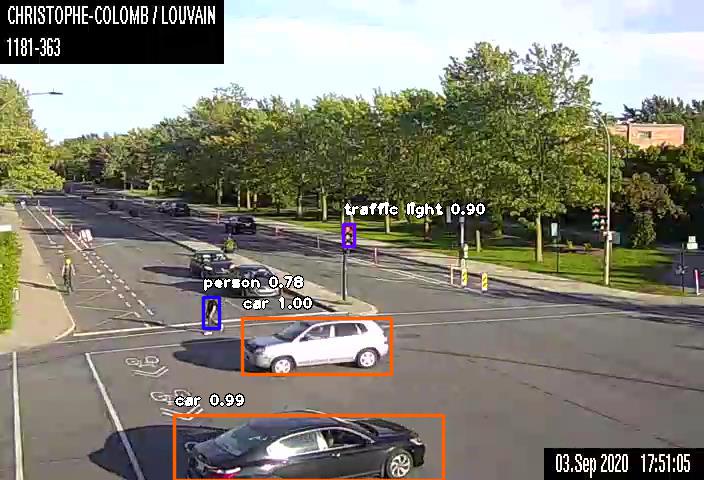 CHRISTOPHE-COLOMB / LOUVAIN
1181-363
traffic light 0.90
person 0.78
car 1.00
car 0.99
03.Sep 2020 17:51:05